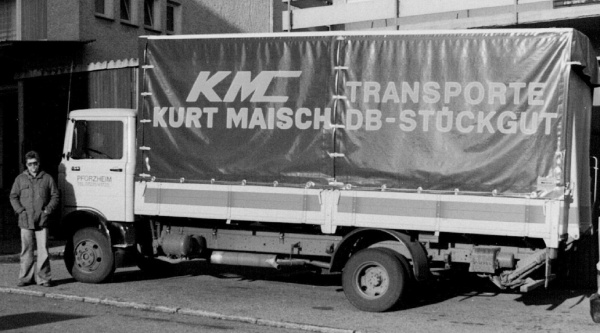 KMC TRANSPORTE
KURT MAISCH DB-STÜCKGUT
PFORZHEIM